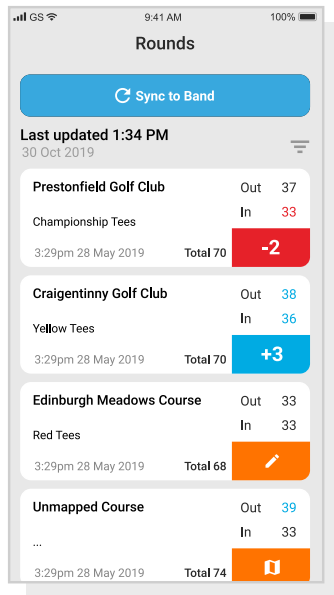 GS 9:41 AM 100%
Rounds
Sync to Band
Last updated 1:34 PM
30 Oct 2019
Prestonfield Golf Club Out 37
Championship Tees In 33
3:29pm 28 May 2019 Total 70 -2
Craigentinny Golf Club Out 38
Yellow Tees In 36
3:29pm 28 May 2019 Total 70 +3
Edinburgh Meadows Course Out 33
Red Tees In 33
3:29pm 28 May 2019 Total 68
Unmapped Course Out 39
... In 33
3:29pm 28 May 2019 Total 74